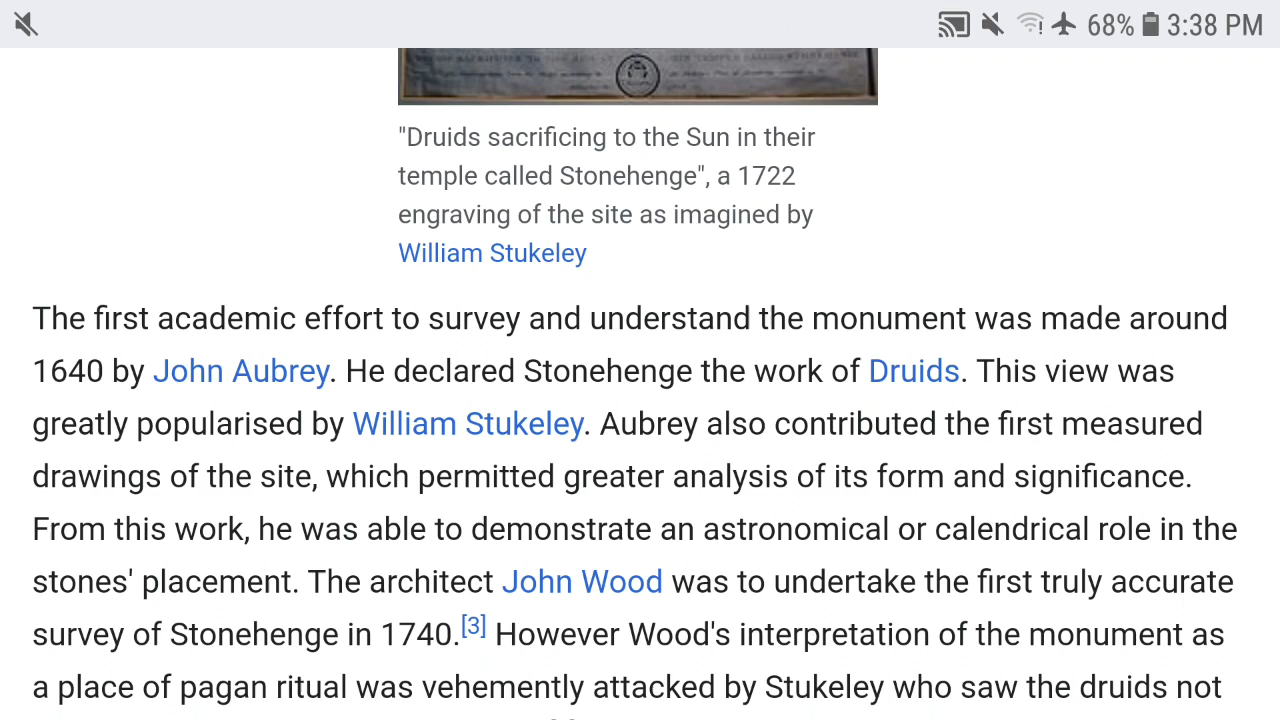 68% 3:38 PM
"Druids sacrificing to the Sun in their
temple called Stonehenge", a 1722
engraving of the site as imagined by
William Stukeley
The first academic effort to survey and understand the monument was made around
1640 by John Aubrey. He declared Stonehenge the work of Druids. This view was
greatly popularised by William Stukeley. Aubrey also contributed the first measured
drawings of the site, which permitted greater analysis of its form and significance.
From this work, he was able to demonstrate an astronomical or calendrical role in the
stones' placement. The architect John Wood was to undertake the first truly accurate
survey of Stonehenge in 1740.[3] However Wood's interpretation of the monument as
a place of pagan ritual was vehemently attacked by Stukeley who saw the druids not